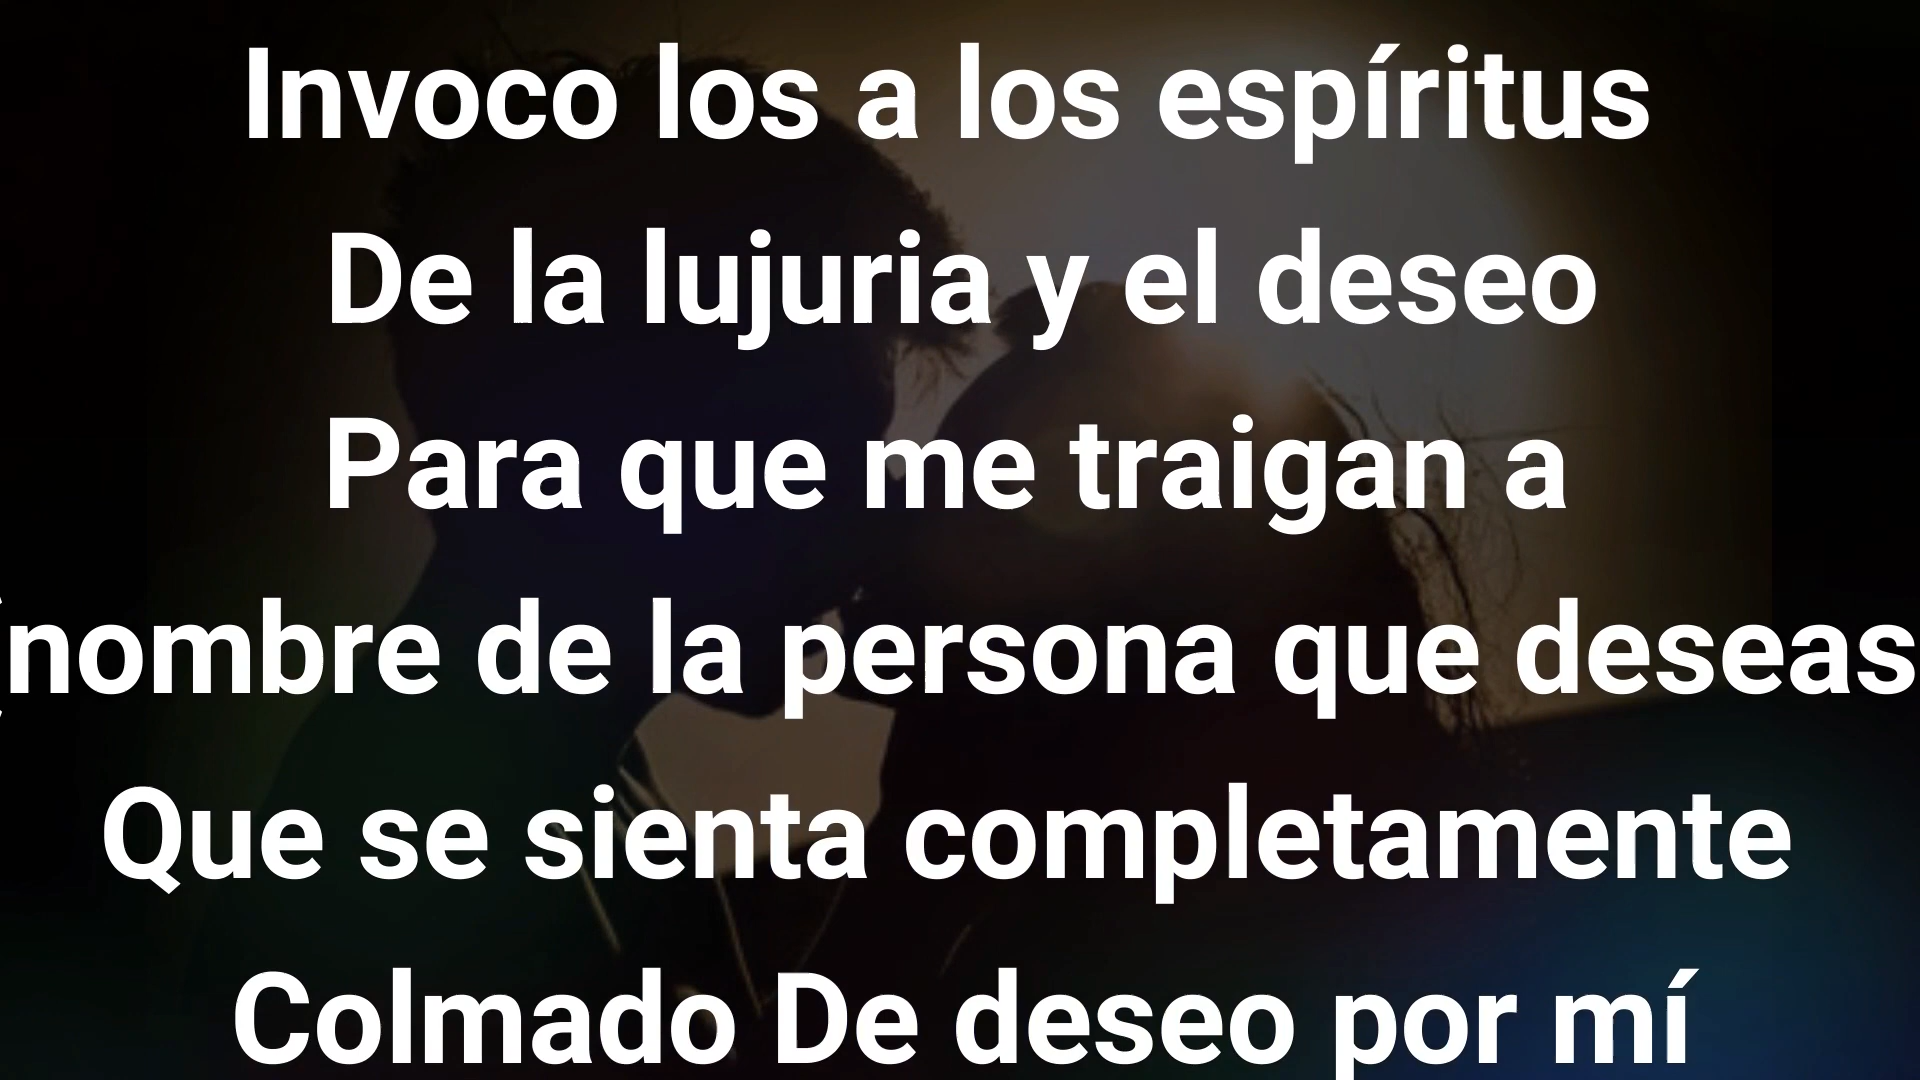 Invoco los a los espíritus
De la lujuria y el deseo
Para que me traigan a
(nombre de la persona que deseas
Que se sienta completamente
Colmado De deseo por mí